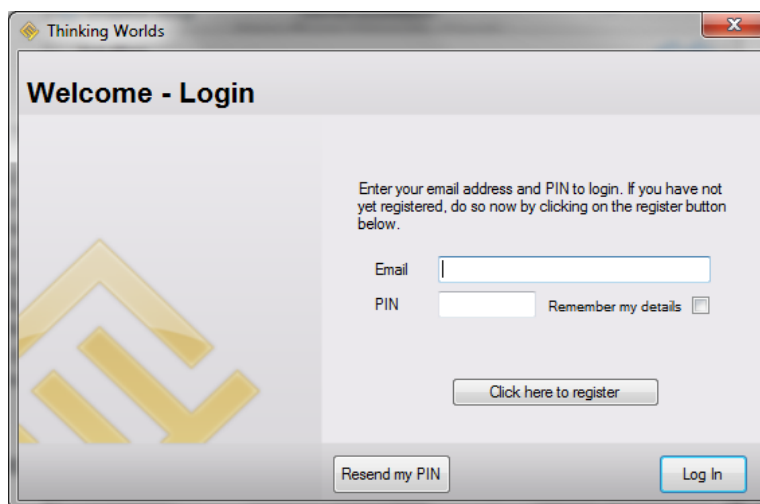 Thinking Worlds
Welcome - Login
Enter your email address and PIN to login. If you have not
yet registered, do so now by clicking on the register button
below.
Email
PIN
Remember my details
Click here to register
Resend my PIN
Log In